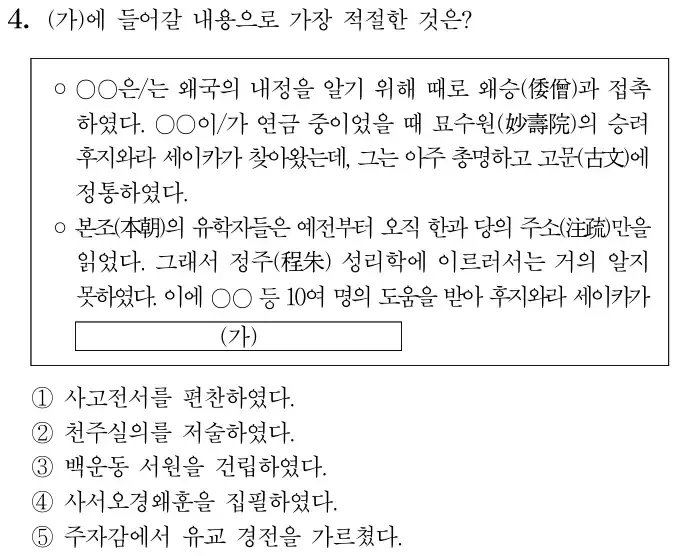 4. (가)에 들어갈 내용으로 가장 적절한 것은?
○ ○○은/는 왜국의 내정을 알기 위해 때로 왜승(倭僧)과 접촉
하였다. ○○이/가 연금 중이었을 때 묘수원(妙壽院)의 승려
후지와라 세이카가 찾아왔는데, 그는 아주 총명하고 고문(古文)에
정통하였다.
○ 본조(本朝)의 유학자들은 예전부터 오직 한과 당의 주소(注疏)만을
읽었다. 그래서 정주(程朱) 성리학에 이르러서는 거의 알지
못하였다. 이에 ○○ 등 10여 명의 도움을 받아 후지와라 세이카가
(가)
① 사고전서를 편찬하였다.
② 천주실의를 저술하였다.
③ 백운동 서원을 건립하였다.
④ 사서오경왜훈을 집필하였다.
⑤ 주자감에서 유교 경전을 가르쳤다.